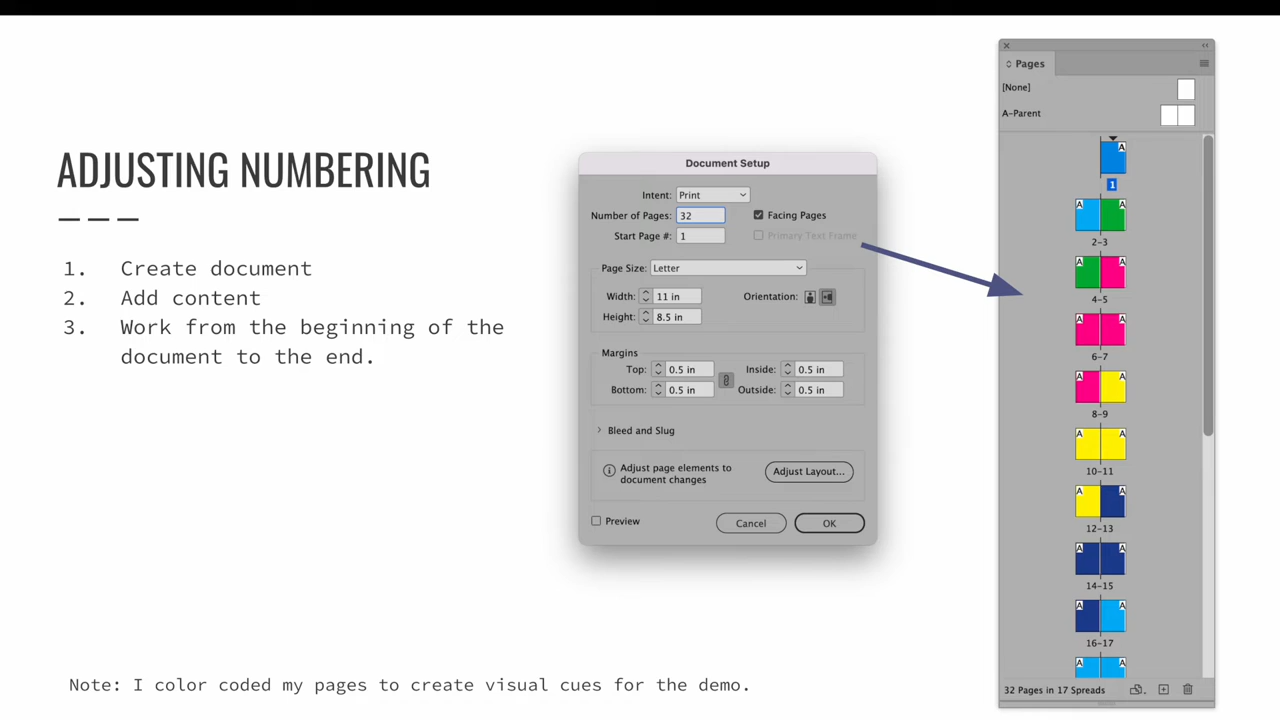 ADJUSTING NUMBERING
1. Create document
2. Add content
3. Work from the beginning of the
document to the end.
Note: I color coded my pages to create visual cues for the demo.
Document Setup
Intent: Print
Number of Pages: 32
Facing Pages
Start Page #: 1
Primary Text Frame
Page Size: Letter
Width: 11 in
Orientation:
Height: 8.5 in
Margins
Top: 0.5 in
Inside: 0.5 in
Bottom: 0.5 in
Outside: 0.5 in
Bleed and Slug
Adjust page elements to
document changes
Adjust Layout...
Preview
Cancel
OK
Pages
[None]
A-Parent
A
1
A A
2-3
A A
4-5
A A
6-7
A A
8-9
A A
10-11
A A
12-13
A A
14-15
A A
16-17
A A
32 Pages in 17 Spreads